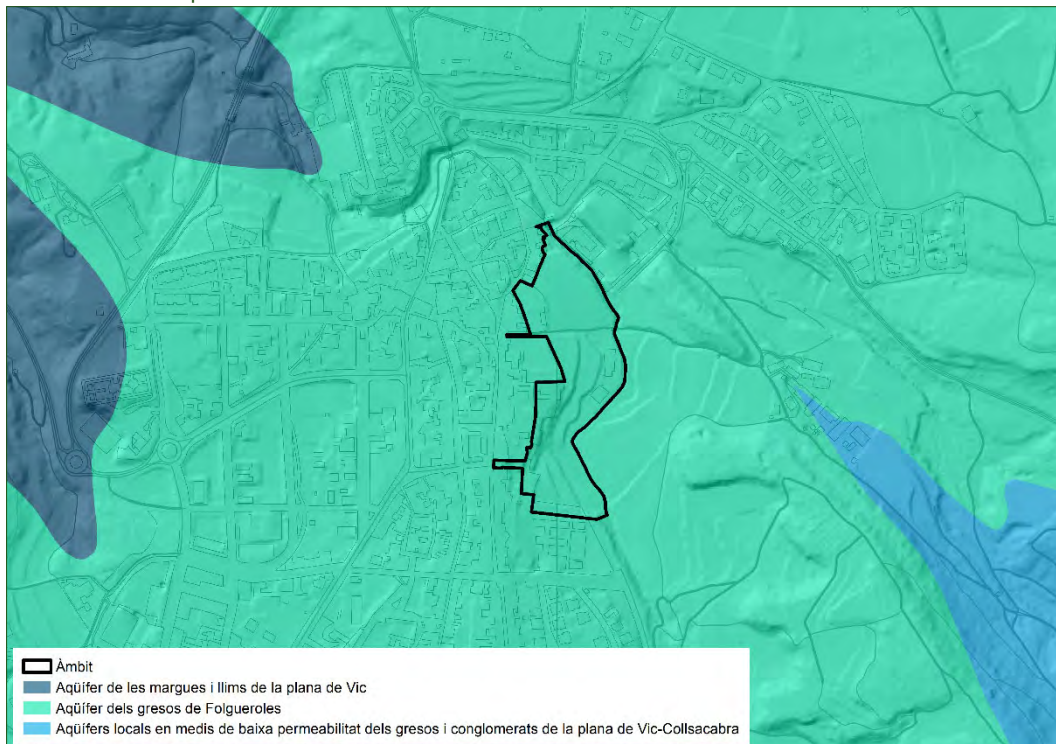 Àmbit
Aqüífer de les margues i llims de la plana de Vic
Aqüífer dels gresos de Folgueroles
Aqüífers locals en medis de baixa permeabilitat dels gresos i conglomerats de la plana de Vic-Collsacabra